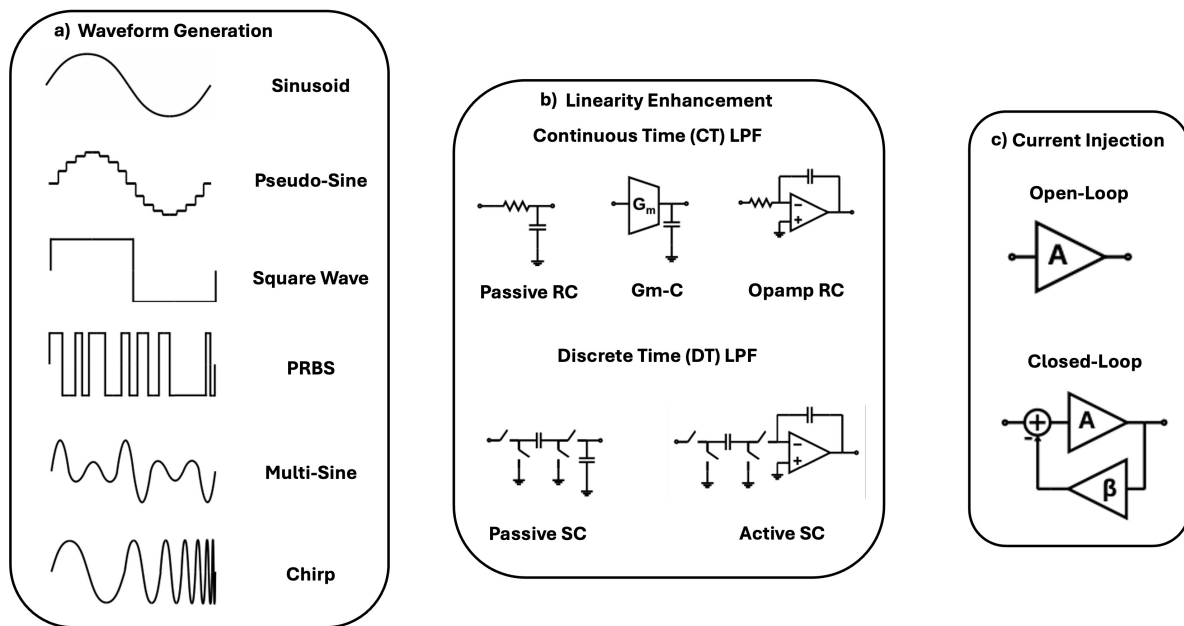 a) Waveform Generation
Sinusoid
Pseudo-Sine
Square Wave
PRBS
Multi-Sine
Chirp
b) Linearity Enhancement
Continuous Time (CT) LPF
Gm
Passive RC
Gm-C
Opamp RC
Discrete Time (DT) LPF
Passive SC
Active SC
c) Current Injection
Open-Loop
A
Closed-Loop
A
β